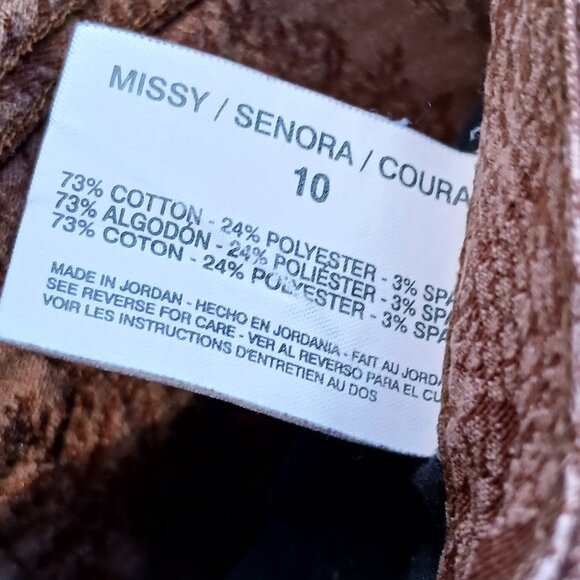 MISSY / SENORA / COURA
10
73% COTTON - 24% POLYESTER - 3% SPA
73% ALGODÓN - 24% POLIÉSTER - 3% SPA
73% COTON - 24% POLYESTER - 3% SPA
MADE IN JORDAN - HECHO EN JORDANIA - FAIT AU JORDA
SEE REVERSE FOR CARE - VER AL REVERSO PARA EL CU
VOIR LES INSTRUCTIONS D'ENTRETIEN AU DOS